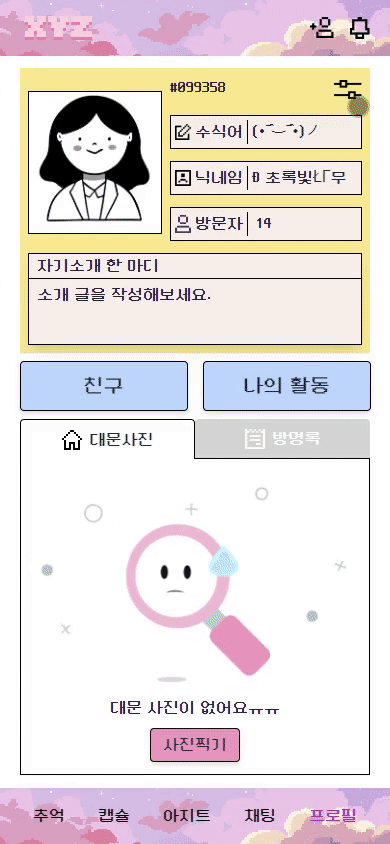 XYZ
#099358
수식어 (•‾⌣‾•)ノ
닉네임
초록빛
무
방문자 14
자기소개 한 마디
소개 글을 작성해보세요.
친구 나의 활동
대문사진 방명록
대문 사진이 없어요ㅠㅠ
사진찍기
추억 캡슐 아지트 채팅 프로필